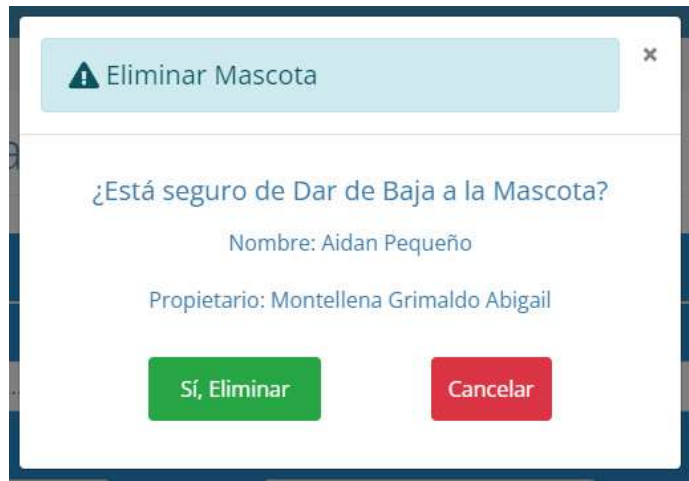 Eliminar Mascota
×
¿Está seguro de Dar de Baja a la Mascota?
Nombre: Aidan Pequeño
Propietario: Montellena Grimaldo Abigail
Sí, Eliminar
Cancelar